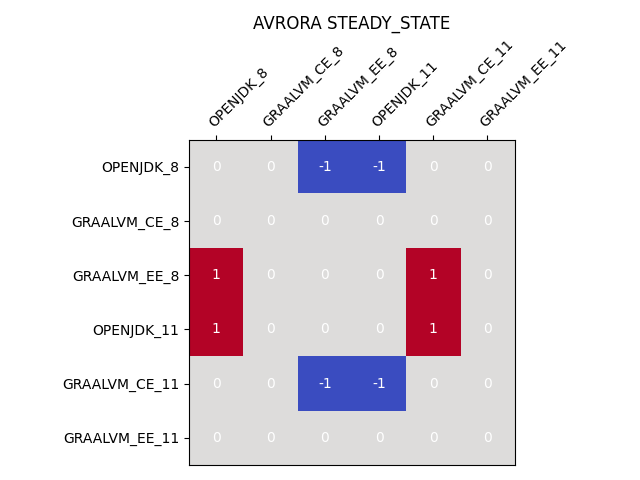 AVRORA STEADY_STATE
OPENJDK_8 GRAALVM_CE_8 GRAALVM_EE_8 OPENJDK_11 GRAALVM_CE_11 GRAALVM_EE_11
OPENJDK_8 0 0 -1 -1 0 0
GRAALVM_CE_8 0 0 0 0 0 0
GRAALVM_EE_8 1 0 0 0 1 0
OPENJDK_11 1 0 0 0 1 0
GRAALVM_CE_11 0 0 -1 -1 0 0
GRAALVM_EE_11 0 0 0 0 0 0